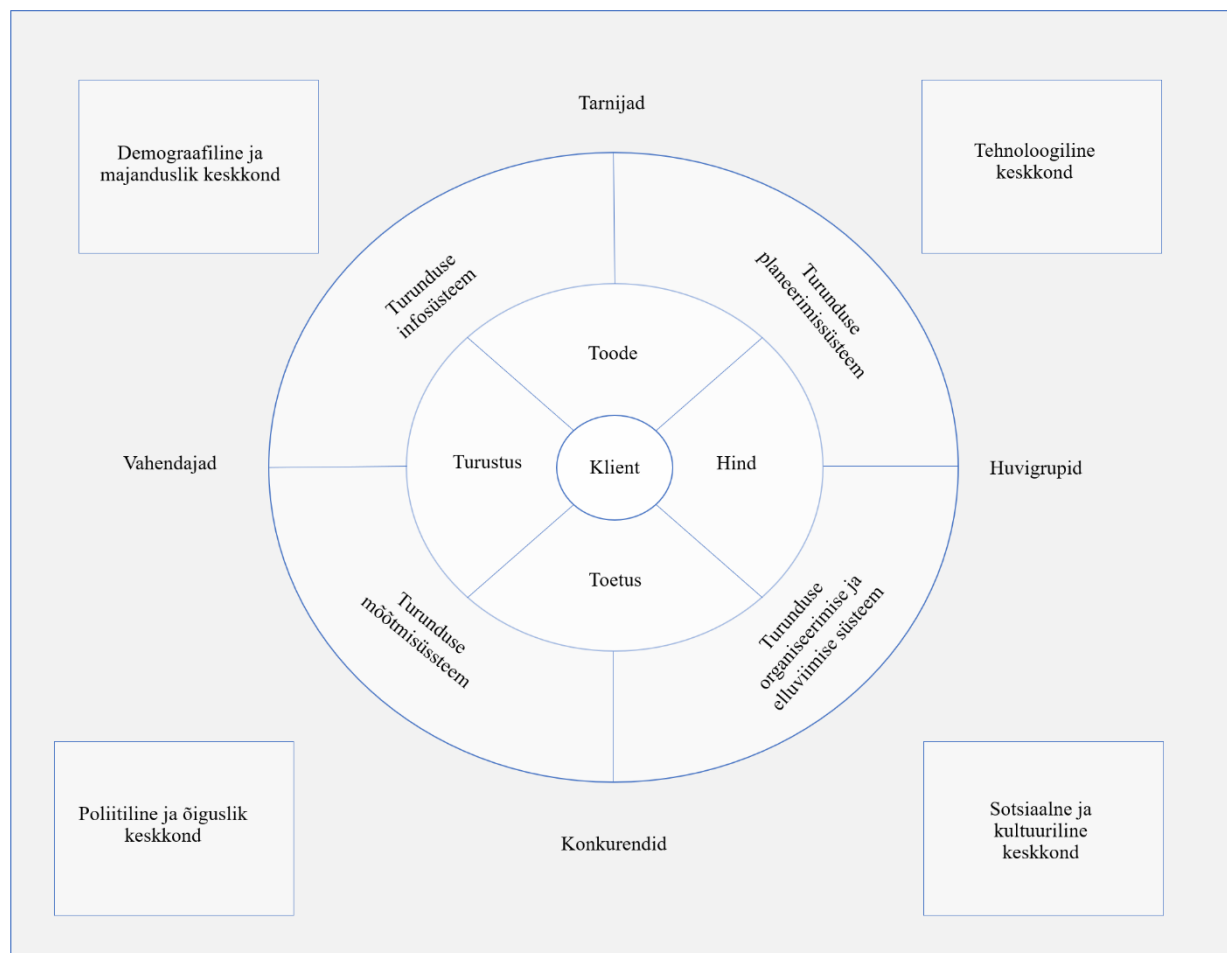 Tarnijad
Demograafiline ja
majanduslik keskkond
Tehnoloogiline
keskkond
Turunduse
infosüsteem
Turunduse
planeerimissüsteem
Toode
Vahendajad
Turustus
Klient
Hind
Huvigrupid
Toetus
Turunduse
mõõtmisüssteem
Turunduse
organiseerimise ja
elluviimise süsteem
Poliitiline ja õiguslik
keskkond
Konkurendid
Sotsiaalne ja
kultuuriline
keskkond